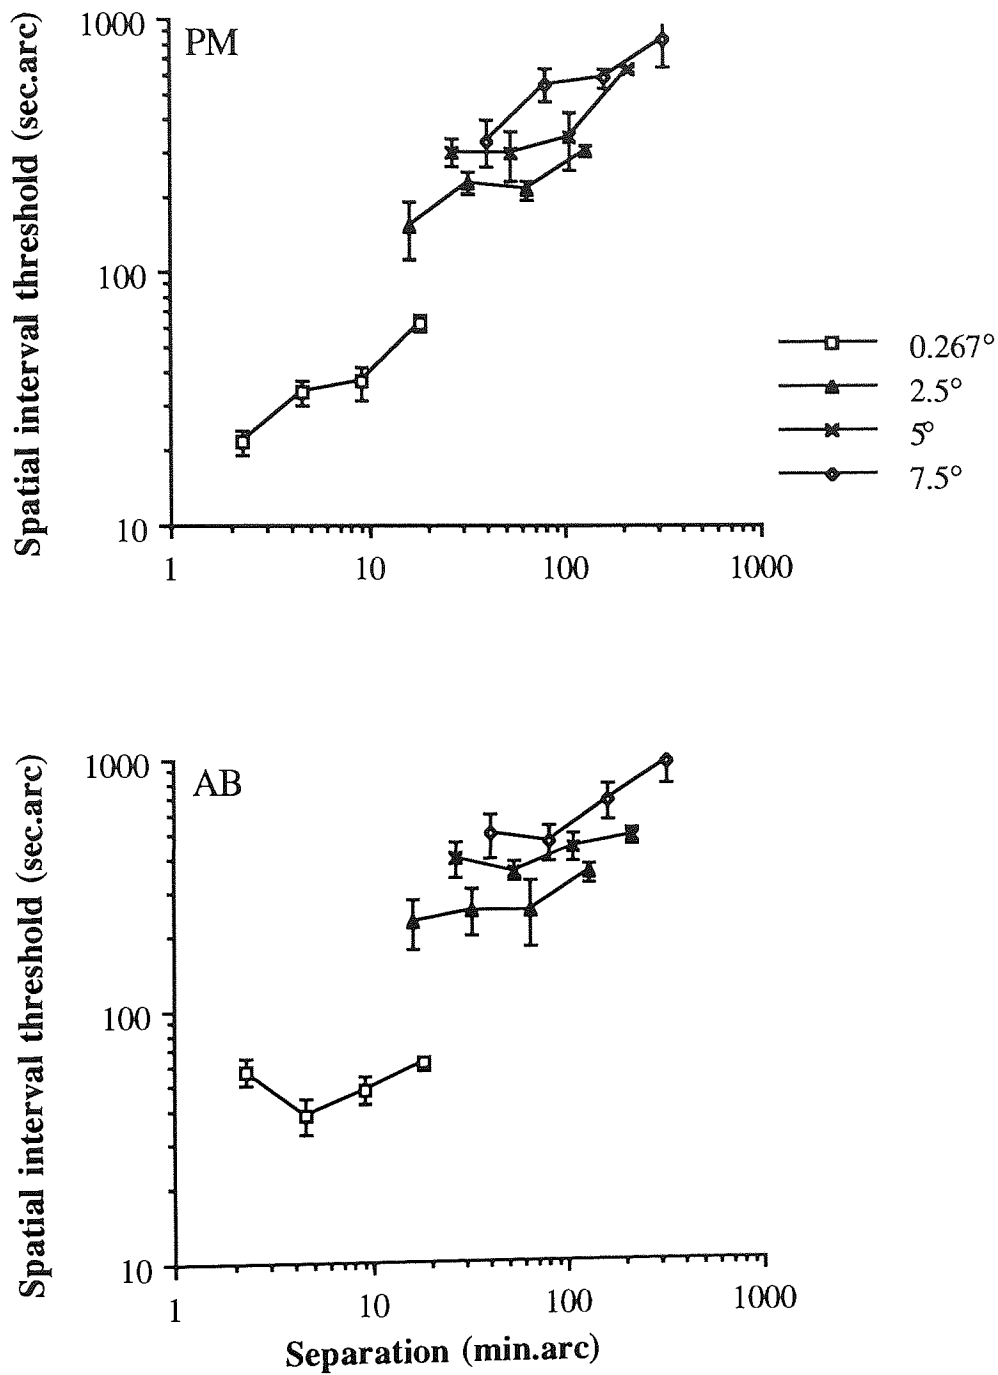 PM
Spatial interval threshold (sec.arc)
1000
100
10
1 10 100 1000
0.267°
2.5°
5°
7.5°
AB
Spatial interval threshold (sec.arc)
1000
100
10
1 10 100 1000
Separation (min.arc)